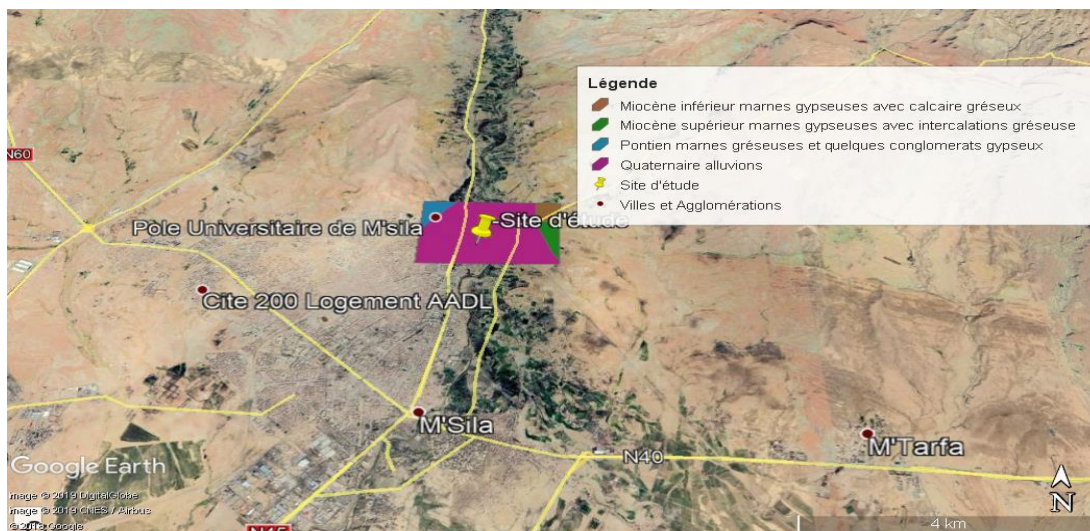 Légende
Miocène inférieur marnes gypseuses avec calcaire gréseux
Miocène supérieur marnes gypseuses avec intercalations gréseuse
Pontien marnes gréseuses et quelques conglomerats gypseux
Quaternaire alluvions
Site d'étude
Villes et Agglomérations
N60
Pôle Universitaire de M'sila
-Site d'étude
Cite 200 Logement AADL
M'Sila
M'Tarfa
N40
Google Earth
Image © 2019 DigitalGlobe
Image © 2019 CNES / Airbus
© 2018 Google
N
4 km